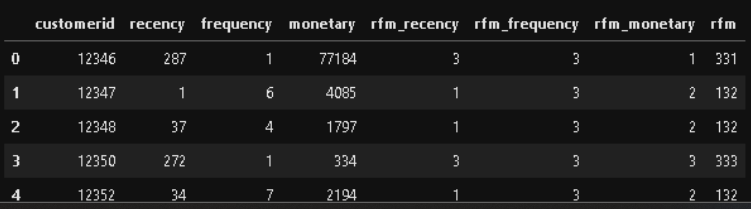 customerid recency frequency monetary rfm_recency rfm_frequency rfm_monetary rfm
0 12346 287 1 77184 3 3 1 331
1 12347 1 6 4085 1 3 2 132
2 12348 37 4 1797 1 3 2 132
3 12350 272 1 334 3 3 3 333
4 12352 34 7 2194 1 3 2 132